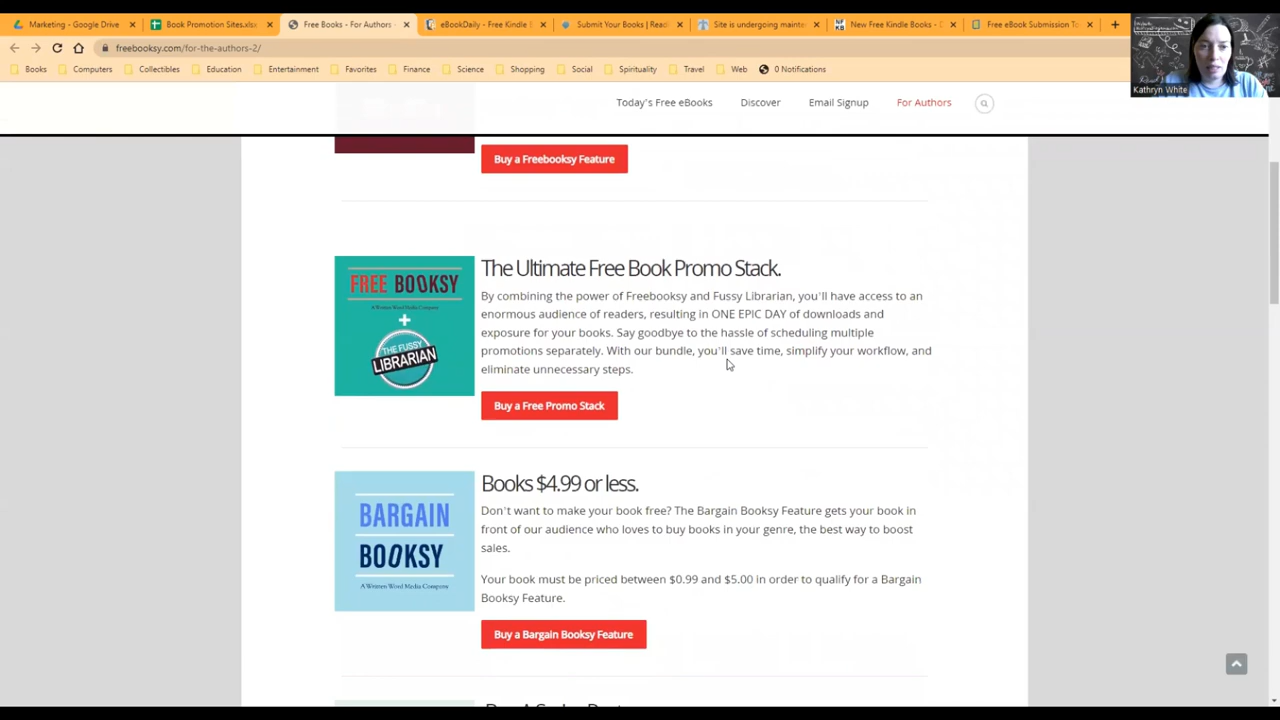 Marketing - Google Drive
Book Promotion Sites.xlsx
Free Books - For Authors
eBookDaily - Free Kindle
Submit Your Books | Read
Site is undergoing mainte
New Free Kindle Books -
Free eBook Submission To
freebooksy.com/for-the-authors-2/
Books
Computers
Collectibles
Education
Entertainment
Favorites
Finance
Science
Shopping
Social
Spirituality
Travel
Web
0 Notifications
Kathryn White
Today's Free eBooks
Discover
Email Signup
For Authors
Buy a Freebooksy Feature
FREE BOOKSY
A Written Word Media Company
+
THE FUSSY
LIBRARIAN
The Ultimate Free Book Promo Stack.
By combining the power of Freebooksy and Fussy Librarian, you'll have access to an
enormous audience of readers, resulting in ONE EPIC DAY of downloads and
exposure for your books. Say goodbye to the hassle of scheduling multiple
promotions separately. With our bundle, you'll save time, simplify your workflow, and
eliminate unnecessary steps.
Buy a Free Promo Stack
BARGAIN
BOOKSY
A Written Word Media Company
Books $4.99 or less.
Don't want to make your book free? The Bargain Booksy Feature gets your book in
front of our audience who loves to buy books in your genre, the best way to boost
sales.
Your book must be priced between $0.99 and $5.00 in order to qualify for a Bargain
Booksy Feature.
Buy a Bargain Booksy Feature